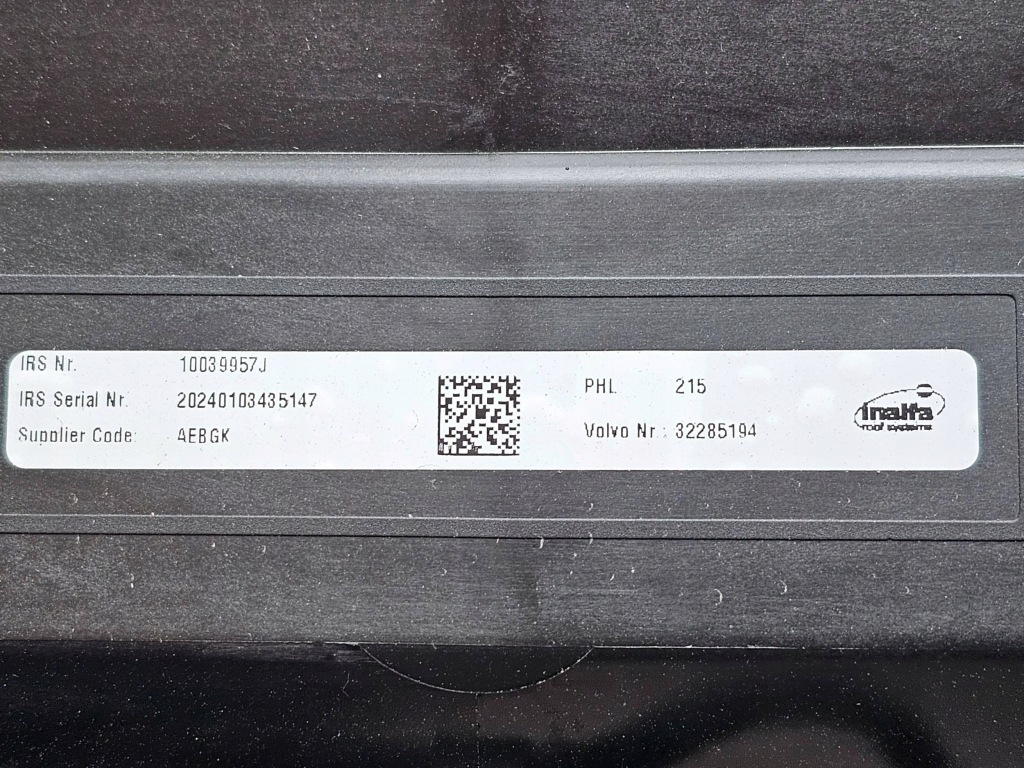 IRS Nr. 10039957J
IRS Serial Nr. 20240103435147
Supplier Code: AEBGK
PHL 215
Volvo Nr.: 32285194
inalfa
roof systems